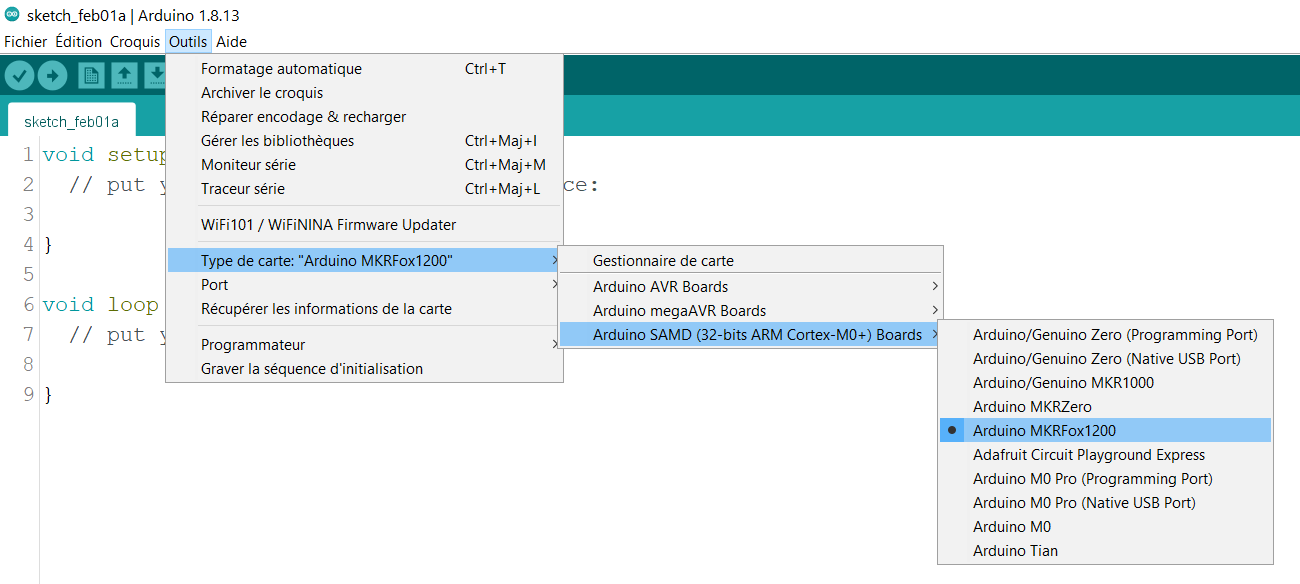 sketch_feb01a | Arduino 1.8.13
Fichier Édition Croquis Outils Aide
sketch_feb01a
Formatage automatique Ctrl+T
Archiver le croquis
Réparer encodage & recharger
Gérer les bibliothèques Ctrl+Maj+I
Moniteur série Ctrl+Maj+M
Traceur série Ctrl+Maj+L
WiFi101 / WiFiNINA Firmware Updater
Type de carte: "Arduino MKRFox1200"
Port
Récupérer les informations de la carte
Programmateur
Graver la séquence d'initialisation
Gestionnaire de carte
Arduino AVR Boards
Arduino megaAVR Boards
Arduino SAMD (32-bits ARM Cortex-M0+) Boards
Arduino/Genuino Zero (Programming Port)
Arduino/Genuino Zero (Native USB Port)
Arduino/Genuino MKR1000
Arduino MKRZero
Arduino MKRFox1200
Adafruit Circuit Playground Express
Arduino M0 Pro (Programming Port)
Arduino M0 Pro (Native USB Port)
Arduino M0
Arduino Tian
1 void setup
2 // put ce:
3
4 }
5
6 void loop
7 // put
8
9 }